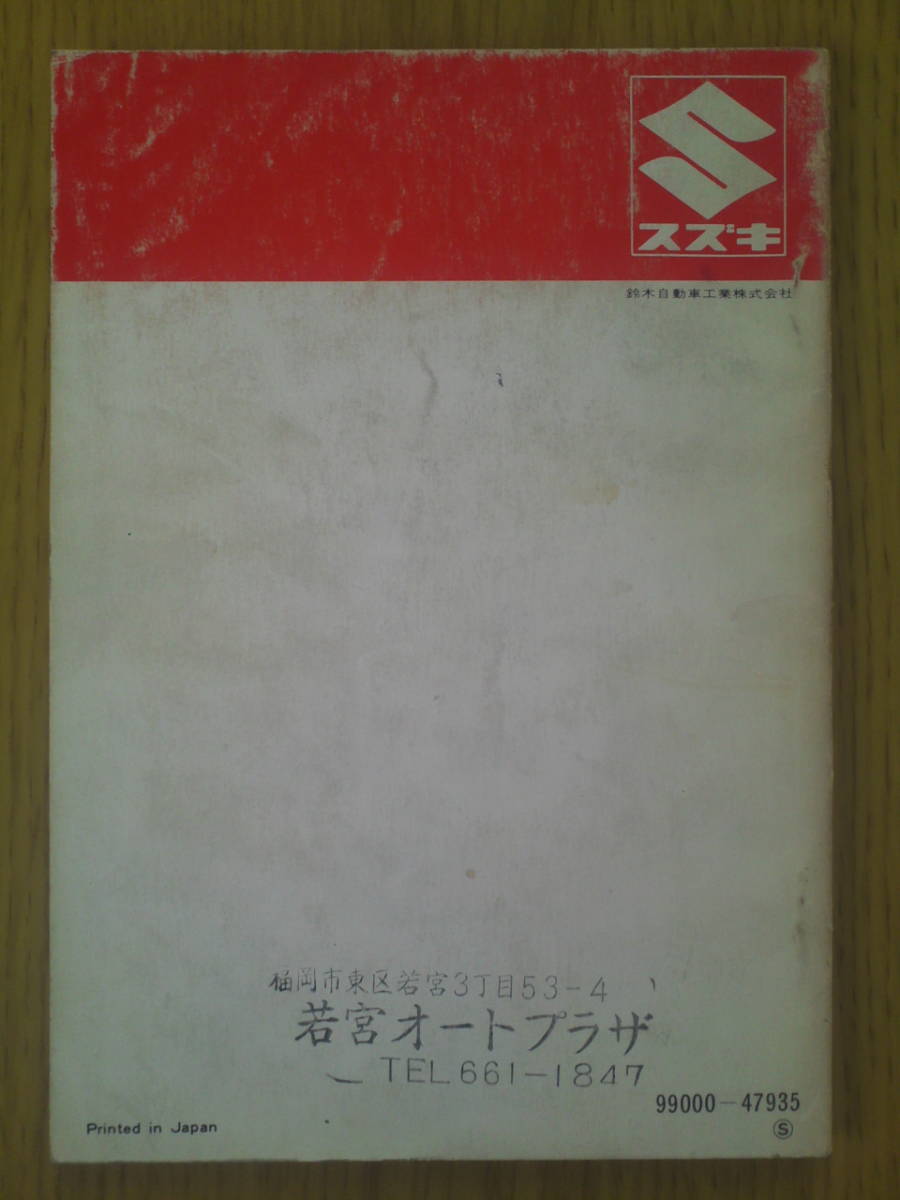 スズキ
鈴木自動車工業株式会社
福岡市東区若宮3丁目53-4
若宮オートプラザ
TEL 661-1847
99000-47935
Ⓢ
Printed in Japan